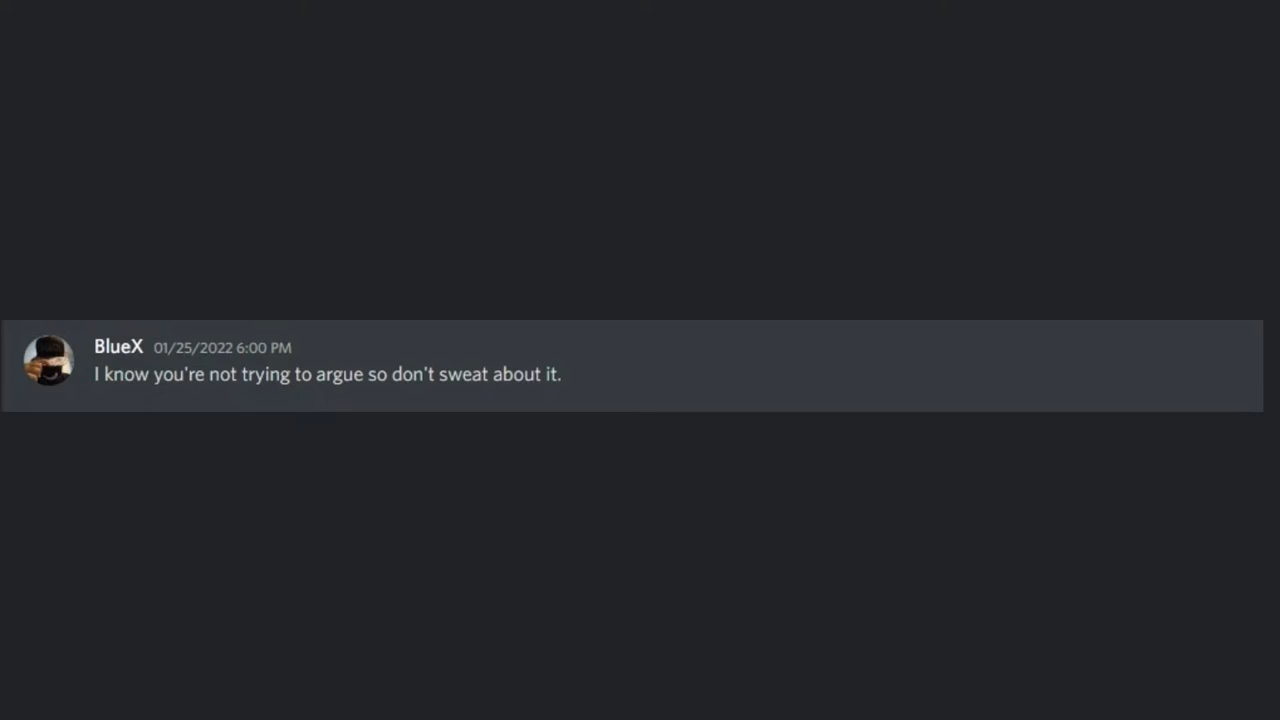 BlueX 01/25/2022 6:00 PM
I know you're not trying to argue so don't sweat about it.